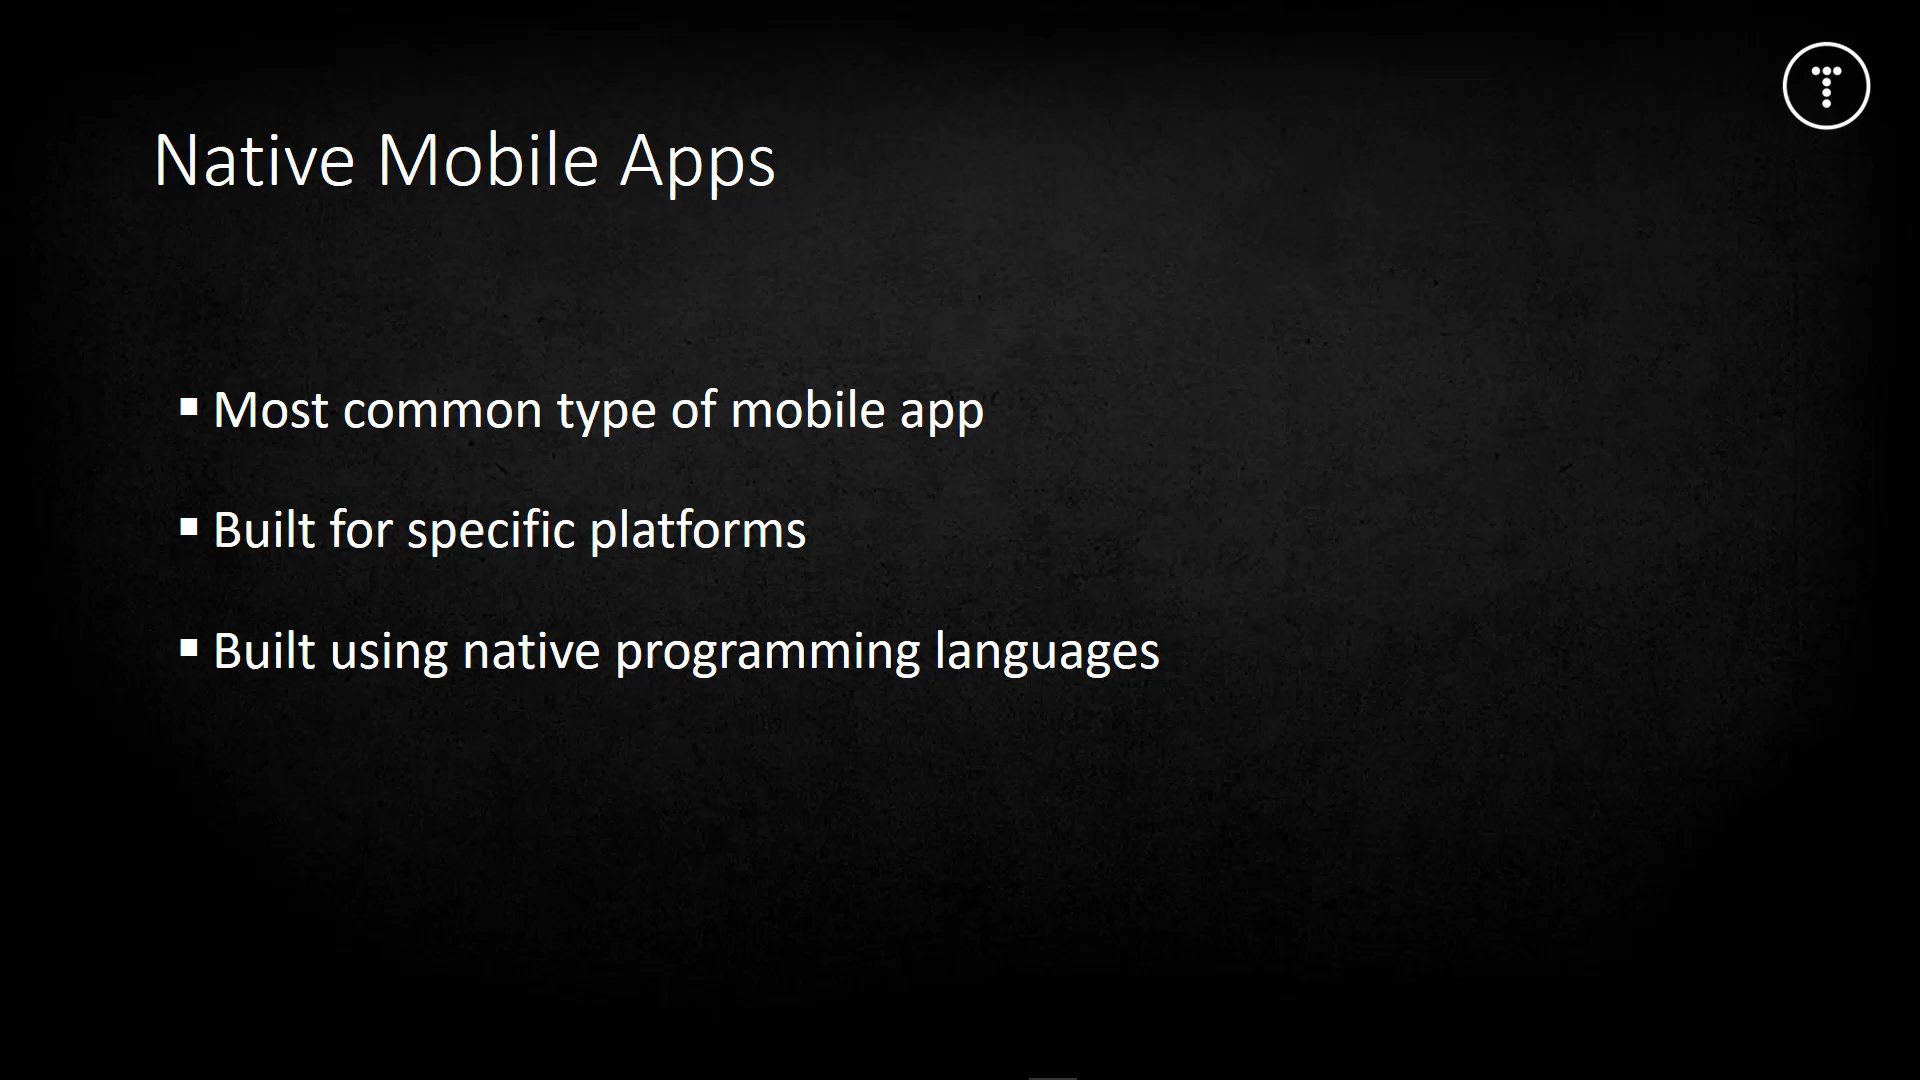 Native Mobile Apps
▪ Most common type of mobile app
▪ Built for specific platforms
▪ Built using native programming languages
T